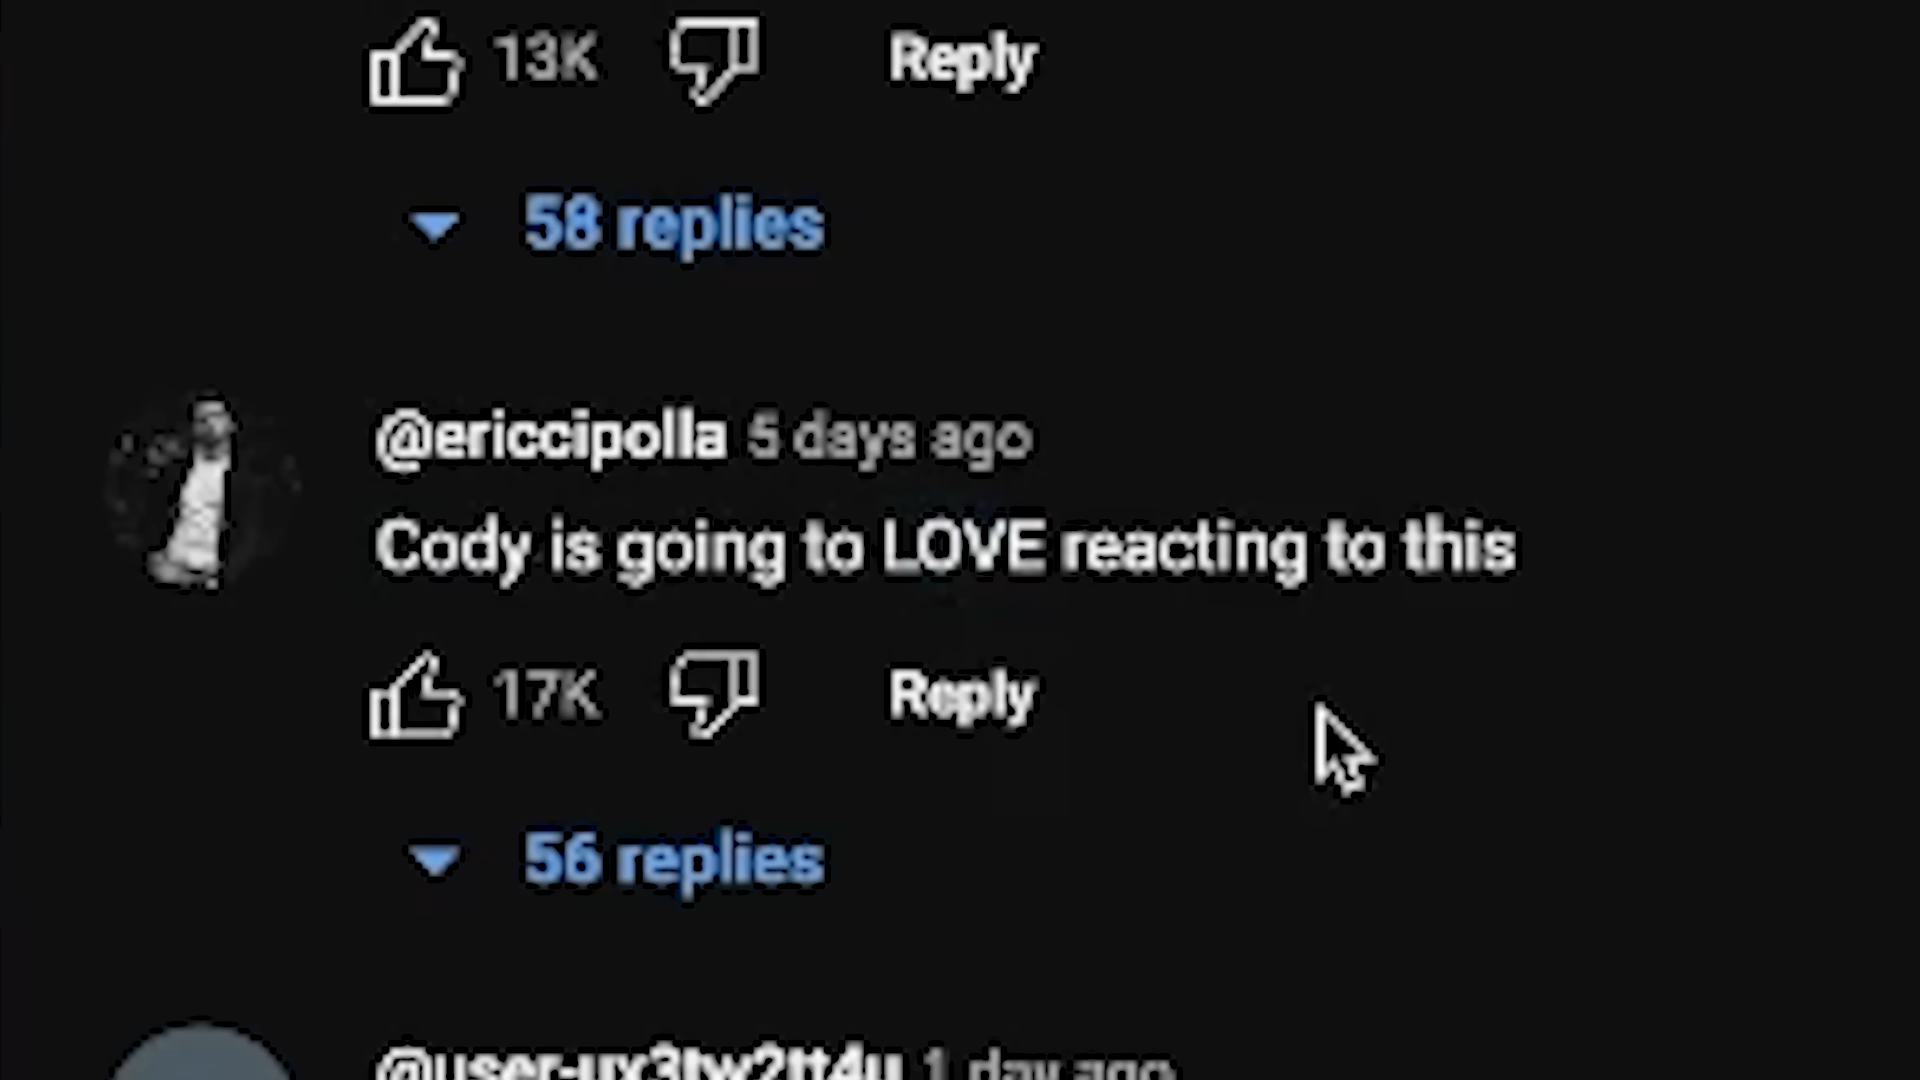 13K Reply
58 replies
@ericcipolla 5 days ago
Cody is going to LOVE reacting to this
17K Reply
56 replies
@user-ux3tw2tt4u 1 day ago